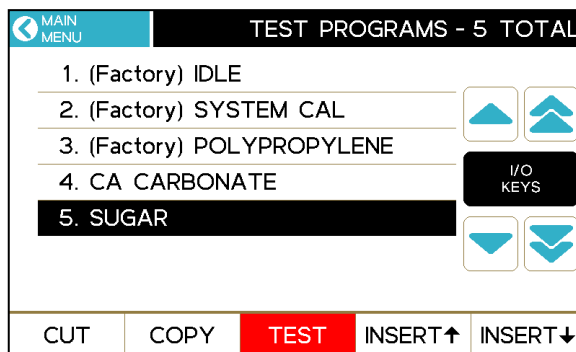 MAIN
MENU
TEST PROGRAMS - 5 TOTAL
1. (Factory) IDLE
2. (Factory) SYSTEM CAL
3. (Factory) POLYPROPYLENE
4. CA CARBONATE
5. SUGAR
I/O
KEYS
CUT COPY TEST INSERT↑ INSERT↓